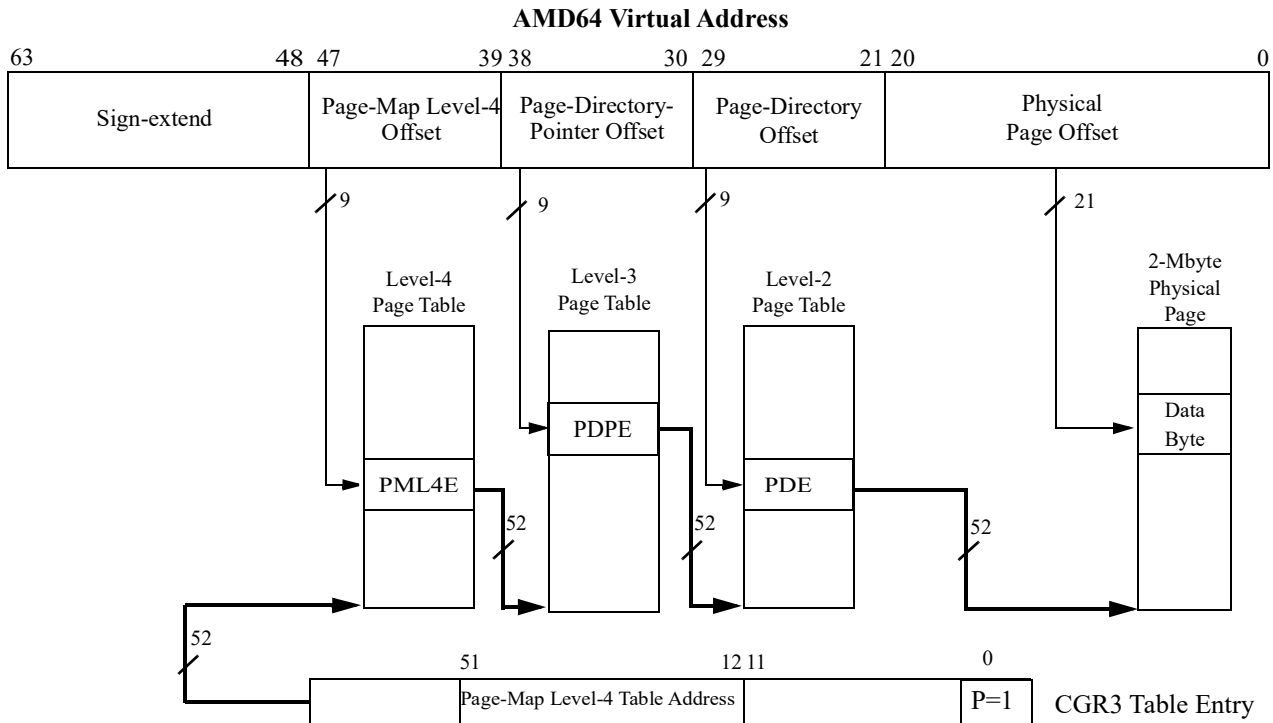 AMD64 Virtual Address
63 48 47 39 38 30 29 21 20 0
Sign-extend
Page-Map Level-4
Offset
Page-Directory-
Pointer Offset
Page-Directory
Offset
Physical
Page Offset
9
9
9
21
Level-4
Page Table
Level-3
Page Table
Level-2
Page Table
2-Mbyte
Physical
Page
PML4E
PDPE
PDE
Data
Byte
52
52
52
52
51 12 11 0
Page-Map Level-4 Table Address
P=1
CGR3 Table Entry